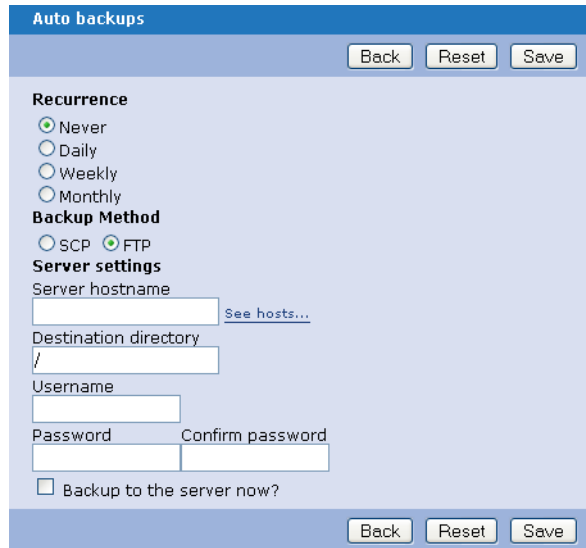 Auto backups
Back Reset Save
Recurrence
Never
Daily
Weekly
Monthly
Backup Method
SCP FTP
Server settings
Server hostname
See hosts...
Destination directory
/
Username
Password Confirm password
Backup to the server now?
Back Reset Save